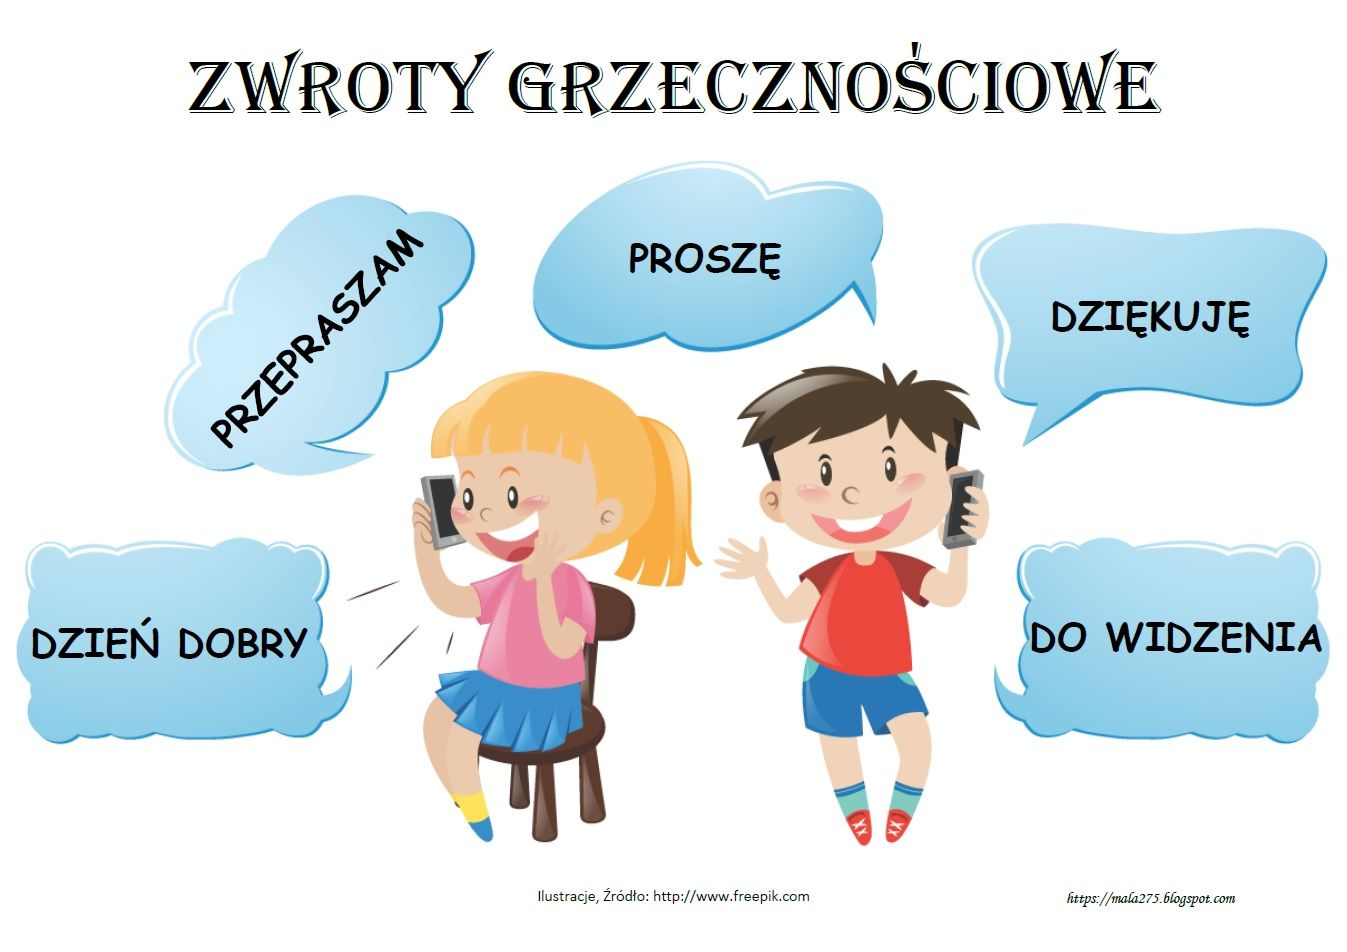 ZWROTY GRZECZNOŚCIOWE
PRZEPRASZAM
PROSZĘ
DZIĘKUJĘ
DZIEŃ DOBRY
DO WIDZENIA
Ilustracje, Źródło: http://www.freepik.com
https://mala275.blogspot.com